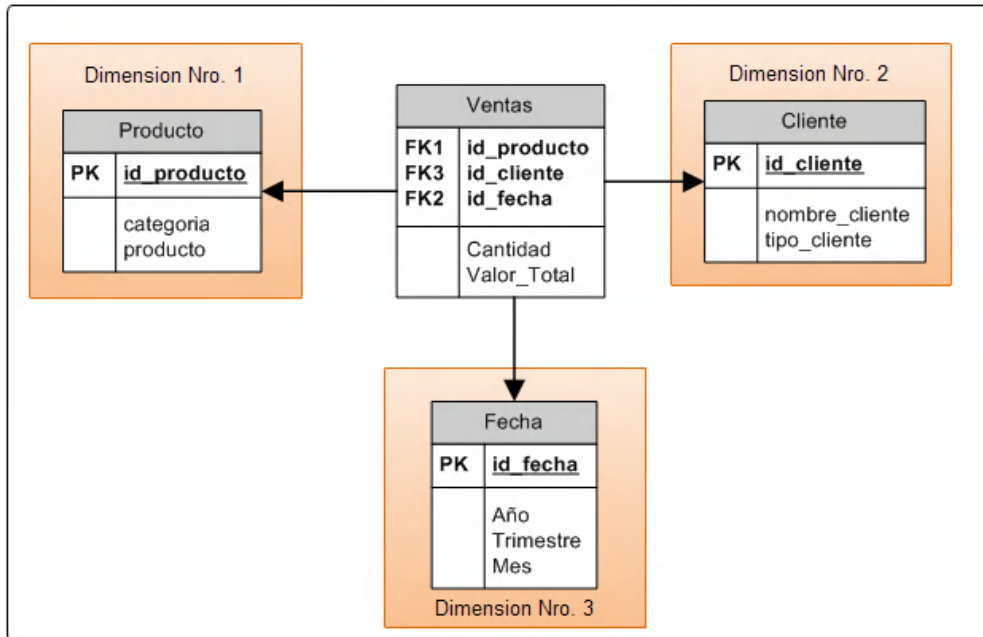 Dimension Nro. 1
Producto
PK id_producto
categoria
producto
Ventas
FK1 id_producto
FK3 id_cliente
FK2 id_fecha
Cantidad
Valor_Total
Dimension Nro. 2
Cliente
PK id_cliente
nombre_cliente
tipo_cliente
Fecha
PK id_fecha
Año
Trimestre
Mes
Dimension Nro. 3